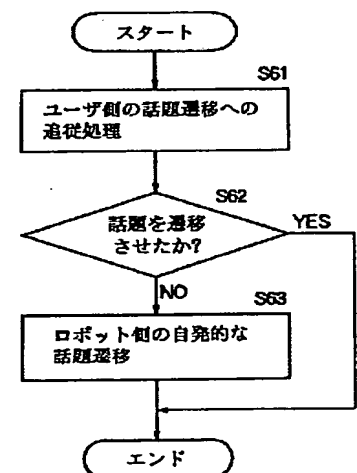 スタート
S61
ユーザ側の話題遷移への
追従処理
S62
話題を遷移
させたか?
YES
NO
S63
ロボット側の自発的な
話題遷移
エンド